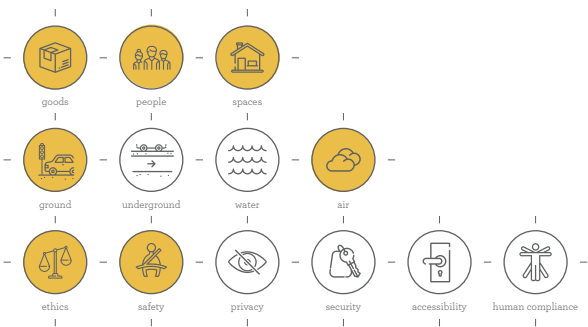 goods people spaces
ground underground water air
ethics safety privacy security accessibility human compliance